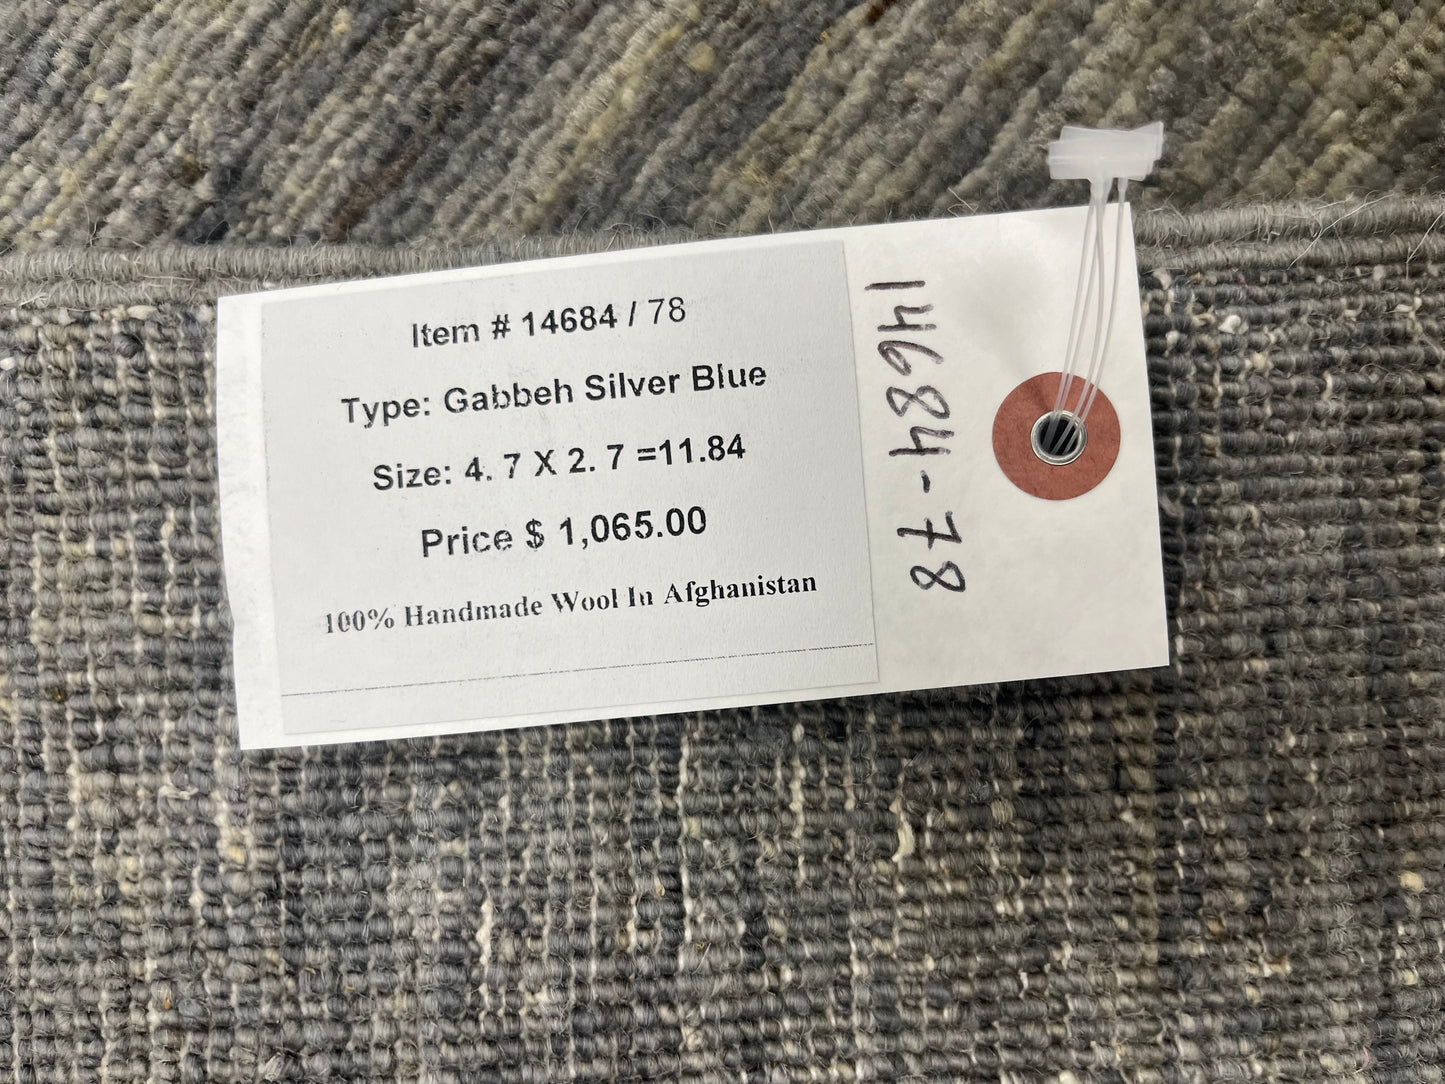 Item # 14684 / 78
Type: Gabbeh Silver Blue
Size: 4. 7 X 2. 7 =11.84
Price $ 1,065.00
100% Handmade Wool In Afghanistan
14684-78